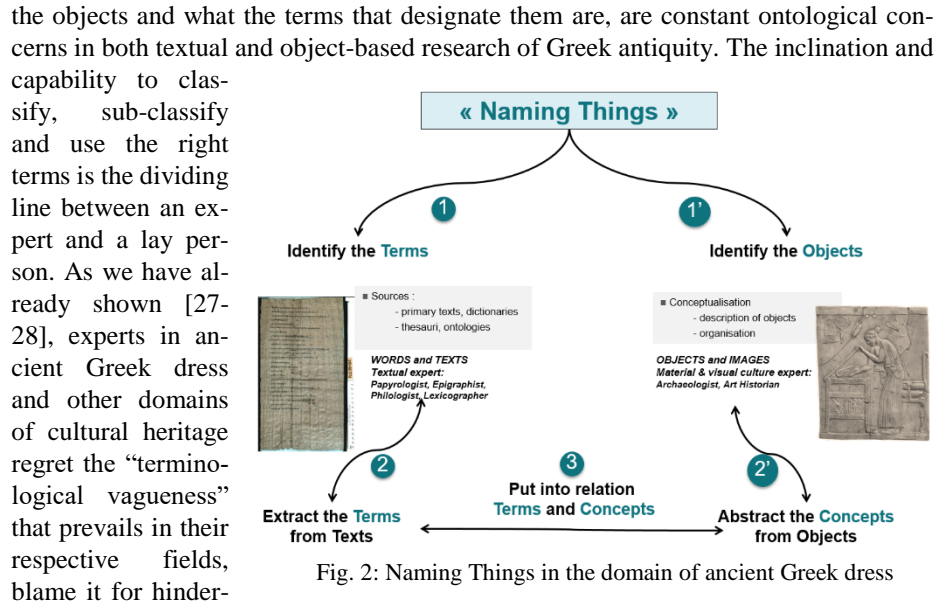 the objects and what the terms that designate them are, are constant ontological con-
cerns in both textual and object-based research of Greek antiquity. The inclination and
capability to clas-
sify, sub-classify
and use the right
terms is the dividing
line between an ex-
pert and a lay per-
son. As we have al-
ready shown [27-
28], experts in an-
cient Greek dress
and other domains
of cultural heritage
regret the “termino-
logical vagueness”
that prevails in their
respective fields,
blame it for hinder-
« Naming Things »
1
1’
Identify the Terms
Identify the Objects
■ Sources :
- primary texts, dictionaries
- thesauri, ontologies
■ Conceptualisation
- description of objects
- organisation
WORDS and TEXTS
Textual expert:
Papyrologist, Epigraphist,
Philologist, Lexicographer
OBJECTS and IMAGES
Material & visual culture expert:
Archaeologist, Art Historian
2
3
2’
Put into relation
Terms and Concepts
Extract the Terms
from Texts
Abstract the Concepts
from Objects
Fig. 2: Naming Things in the domain of ancient Greek dress